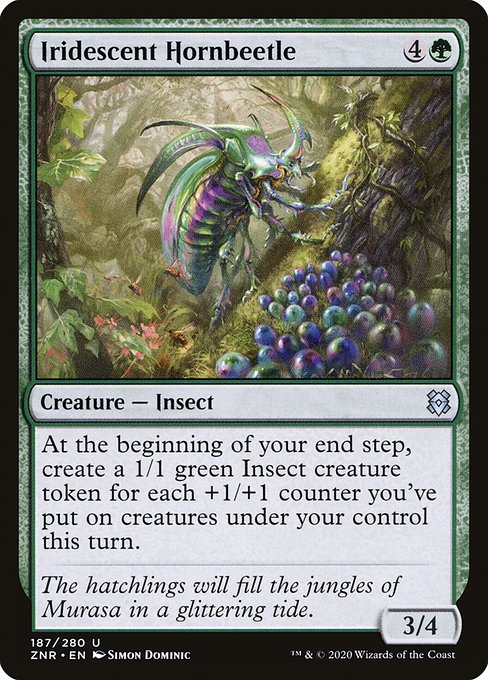 Iridescent Hornbeetle 4
Creature — Insect
At the beginning of your end step,
create a 1/1 green Insect creature
token for each +1/+1 counter you've
put on creatures under your control
this turn.
The hatchlings will fill the jungles of
Murasa in a glittering tide.
3/4
187/280 U
ZNR • EN Simon Dominic
™ & © 2020 Wizards of the Coast